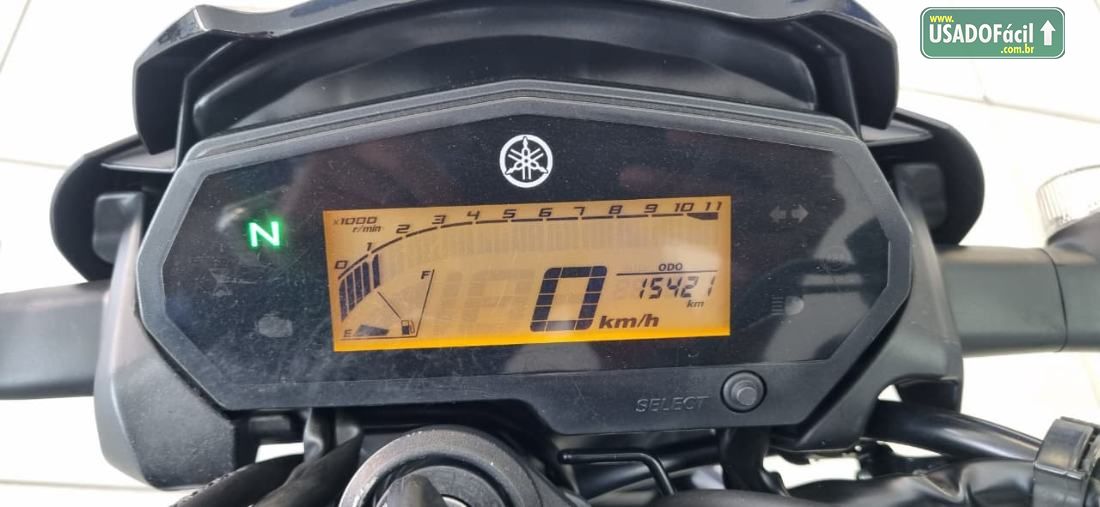 www.
USADOFácil
.com.br
x1000
r/min
0 1 2 3 4 5 6 7 8 9 10 11
N
F
E
0 km/h
ODO
15421
km
SELECT